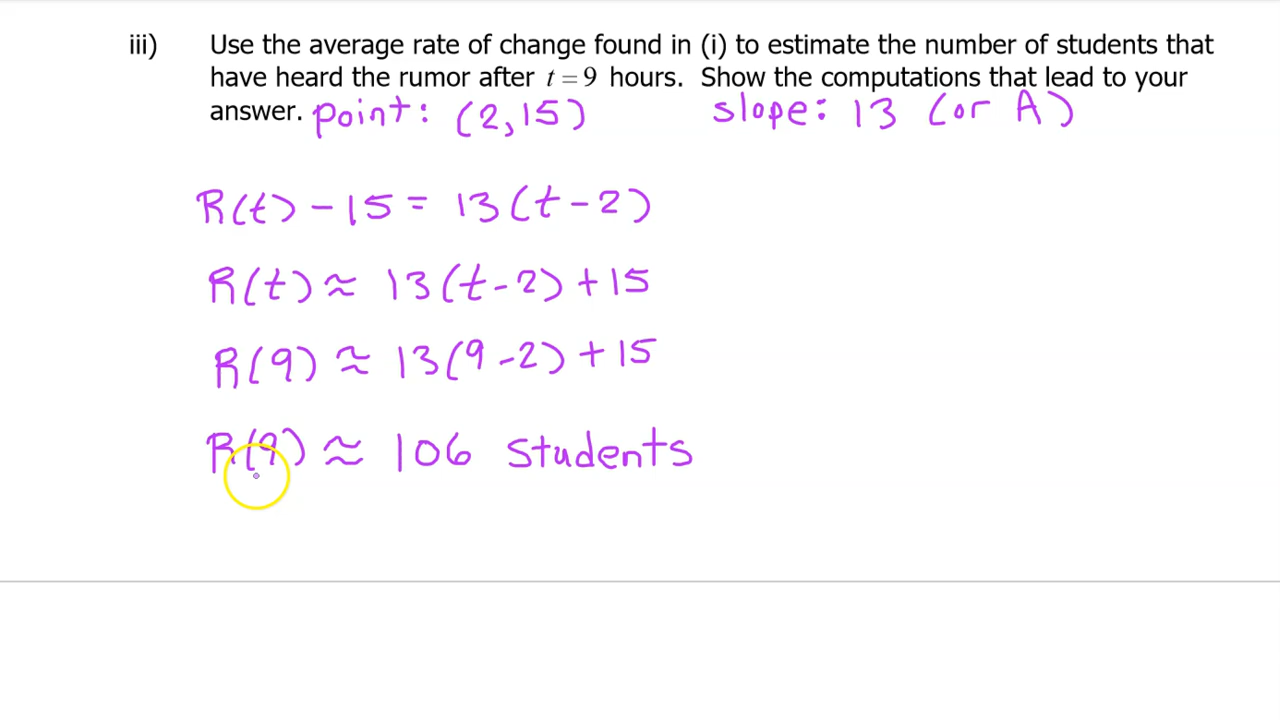 iii) Use the average rate of change found in (i) to estimate the number of students that
have heard the rumor after t = 9 hours. Show the computations that lead to your
answer. point: (2,15) slope: 13 (or A)
R(t) - 15 = 13(t-2)
R(t) ≈ 13(t-2) + 15
R(9) ≈ 13(9-2) + 15
R(9) ≈ 106 students